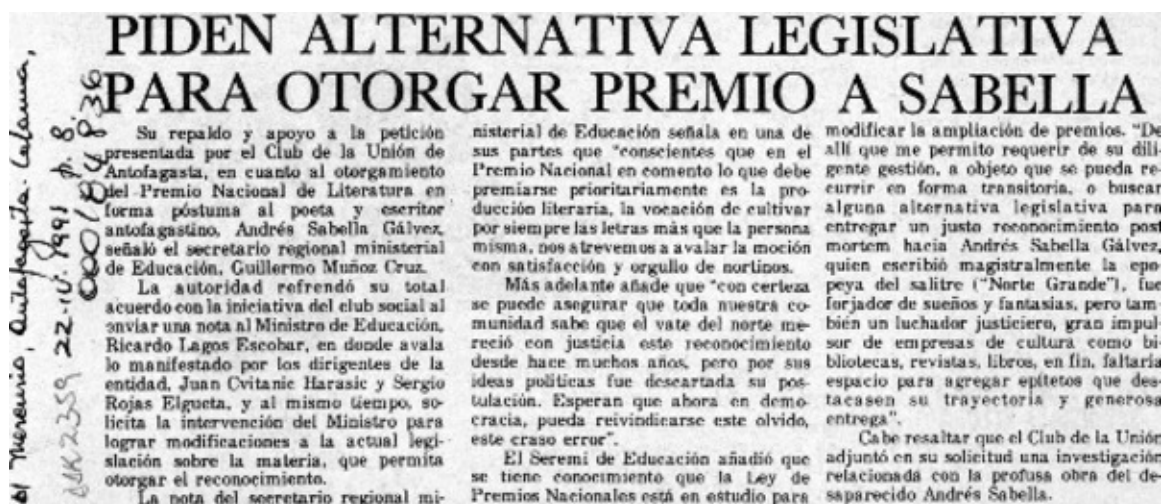 PIDEN ALTERNATIVA LEGISLATIVA
PARA OTORGAR PREMIO A SABELLA
Su repaldo y apoyo a la petición
presentada por el Club de la Unión de
Antofagasta, en cuanto al otorgamiento
del Premio Nacional de Literatura en
forma póstuma al poeta y escritor
antofagastino, Andrés Sabella Gálvez,
señaló el secretario regional ministerial
de Educación, Guillermo Muñoz Cruz.
La autoridad refrendó su total
acuerdo con la iniciativa del club social al
enviar una nota al Ministro de Educación,
Ricardo Lagos Escobar, en donde avala
lo manifestado por los dirigentes de la
entidad, Juan Cvitanic Harasic y Sergio
Rojas Elgueta, y al mismo tiempo, so-
licita la intervención del Ministro para
lograr modificaciones a la actual legi-
slación sobre la materia, que permita
otorgar el reconocimiento.
La nota del secretario regional mi-
nisterial de Educación señala en una de
sus partes que "conscientes que en el
Premio Nacional en comento lo que debe
premiarse prioritariamente es la pro-
ducción literaria, la vocación de cultivar
por siempre las letras más que la persona
misma, nos atrevemos a avalar la moción
con satisfacción y orgullo de nortinos.
Más adelante añade que "con certeza
se puede asegurar que toda nuestra co-
munidad sabe que el vate del norte me-
reció con justicia este reconocimiento
desde hace muchos años, pero por sus
ideas políticas fue descartada su pos-
tulación. Esperan que ahora en demo-
cracia, pueda reivindicarse este olvido,
este craso error".
El Seremi de Educación añadió que
se tiene conocimiento que la Ley de
Premios Nacionales está en estudio para
modificar la ampliación de premios. "De
allí que me permito requerir de su dili-
gente gestión, a objeto que se pueda re-
currir en forma transitoria, o buscar
alguna alternativa legislativa para
entregar un justo reconocimiento post
mortem hacia Andrés Sabella Gálvez,
quien escribió magistralmente la epo-
peya del salitre ("Norte Grande"), fue
forjador de sueños y fantasías, pero tam-
bién un luchador justiciero, gran impul-
sor de empresas de cultura como bi-
bliotecas, revistas, libros, en fin, faltaría
espacio para agregar epítetos que des-
tacasen su trayectoria y generosa
entrega".
Cabe resaltar que el Club de la Unión
adjuntó en su solicitud una investigación
relacionada con la profusa obra del de-
saparecido Andrés Sabella.
El Mercurio. Antofagasta. Calama.
22-IV-1991 p. 8.
000184836